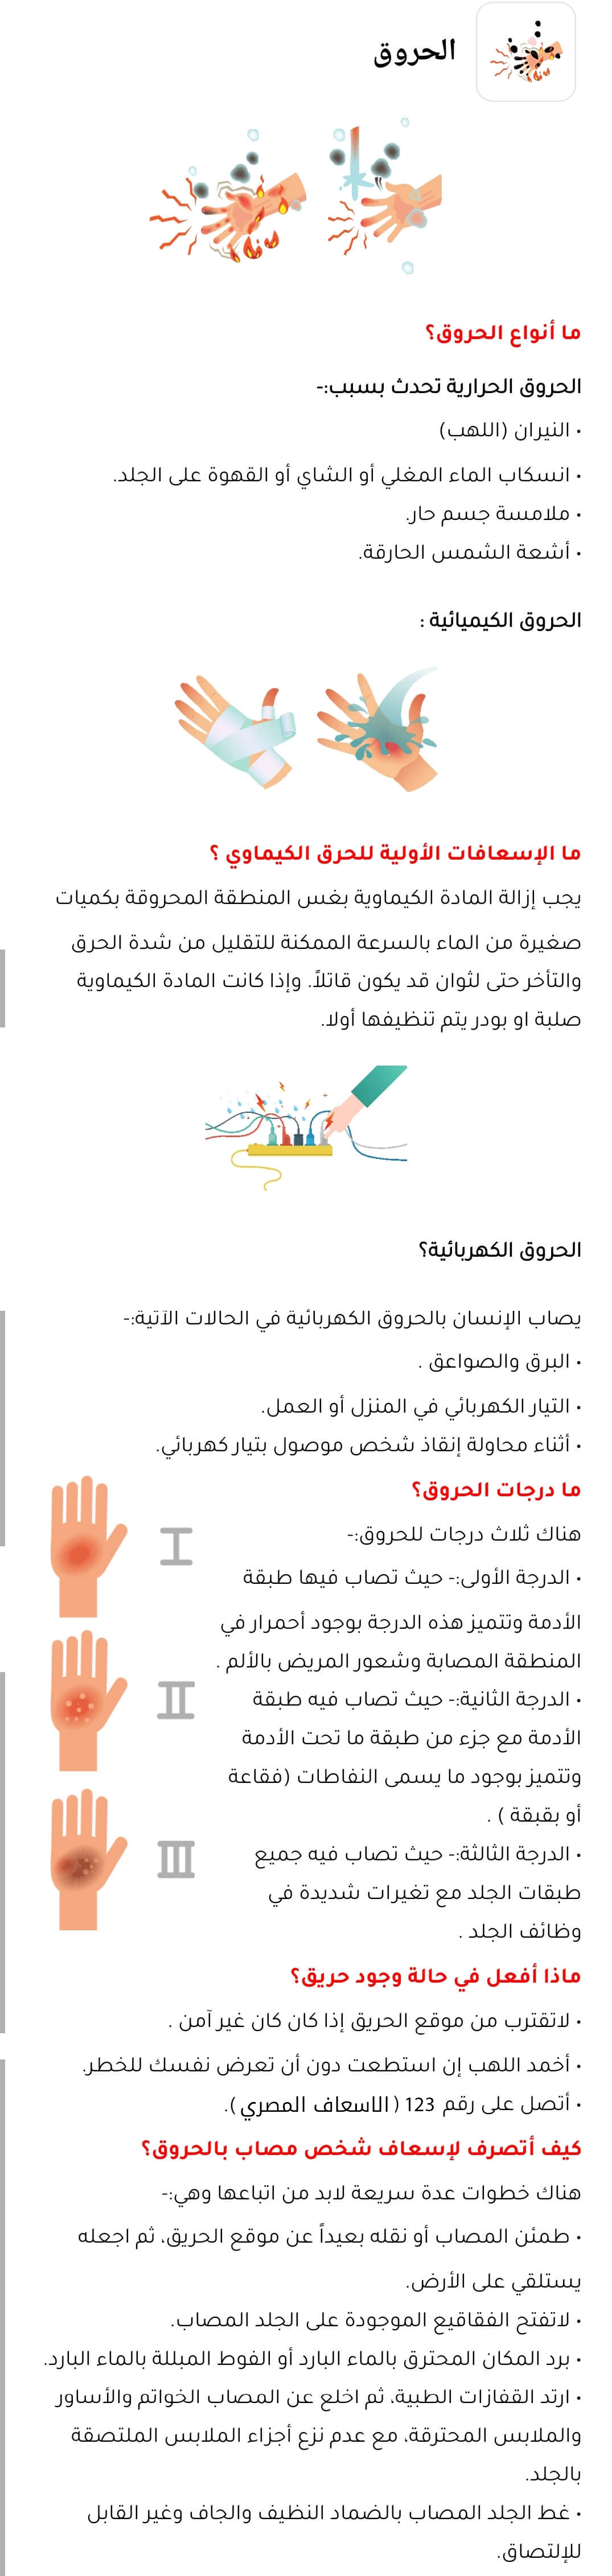 الحروق
ما أنواع الحروق؟
الحروق الحرارية تحدث بسبب:-
• النيران (اللهب)
• انسكاب الماء المغلي أو الشاي أو القهوة على الجلد.
• ملامسة جسم حار.
• أشعة الشمس الحارقة.
الحروق الكيميائية :
ما الإسعافات الأولية للحرق الكيماوي ؟
يجب إزالة المادة الكيماوية بغس المنطقة المحروقة بكميات
صغيرة من الماء بالسرعة الممكنة للتقليل من شدة الحرق
والتأخر حتى لثوان قد يكون قاتلاً. وإذا كانت المادة الكيماوية
صلبة او بودر يتم تنظيفها أولا.
الحروق الكهربائية؟
يصاب الإنسان بالحروق الكهربائية في الحالات الآتية:-
• البرق والصواعق .
• التيار الكهربائي في المنزل أو العمل.
• أثناء محاولة إنقاذ شخص موصول بتيار كهربائي.
ما درجات الحروق؟
هناك ثلاث درجات للحروق:-
I
• الدرجة الأولى:- حيث تصاب فيها طبقة
الأدمة وتتميز هذه الدرجة بوجود أحمرار في
المنطقة المصابة وشعور المريض بالألم .
• الدرجة الثانية:- حيث تصاب فيه طبقة
II
الأدمة مع جزء من طبقة ما تحت الأدمة
وتتميز بوجود ما يسمى النفاطات (فقاعة
أو بقبقة ) .
• الدرجة الثالثة:- حيث تصاب فيه جميع
III
طبقات الجلد مع تغيرات شديدة في
وظائف الجلد .
ماذا أفعل في حالة وجود حريق؟
• لاتقترب من موقع الحريق إذا كان كان غير آمن .
• أخمد اللهب إن استطعت دون أن تعرض نفسك للخطر.
• أتصل على رقم 123 ( الاسعاف المصري ).
كيف أتصرف لإسعاف شخص مصاب بالحروق؟
هناك خطوات عدة سريعة لابد من اتباعها وهي:-
• طمئن المصاب أو نقله بعيداً عن موقع الحريق، ثم اجعله
يستلقي على الأرض.
• لاتفتح الفقاقيع الموجودة على الجلد المصاب.
• برد المكان المحترق بالماء البارد أو الفوط المبللة بالماء البارد.
• ارتد القفازات الطبية، ثم اخلع عن المصاب الخواتم والأساور
والملابس المحترقة، مع عدم نزع أجزاء الملابس الملتصقة
بالجلد.
• غط الجلد المصاب بالضماد النظيف والجاف وغير القابل
للإلتصاق.